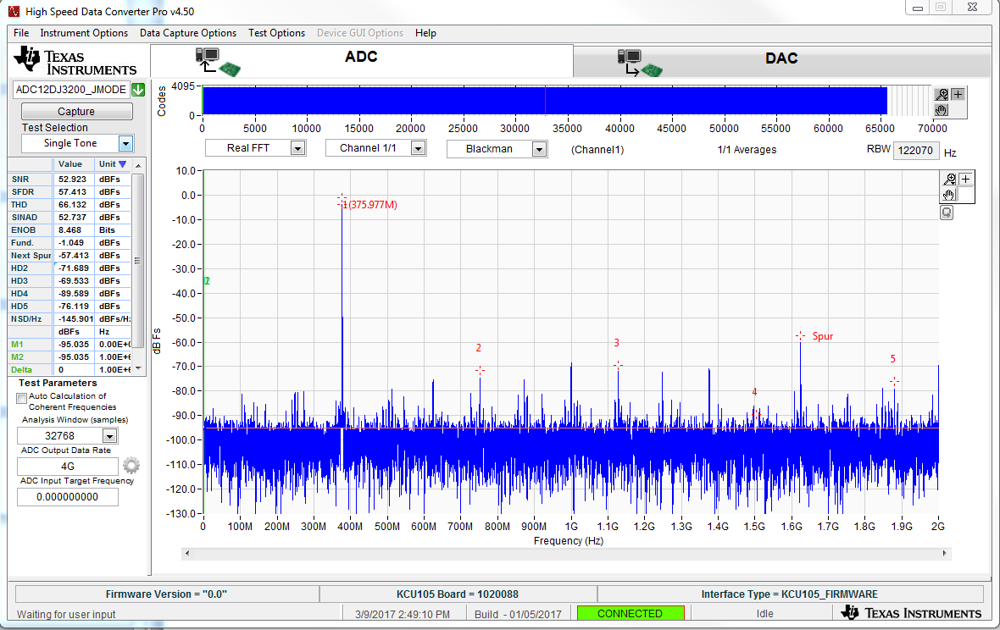 High Speed Data Converter Pro v4.50
File Instrument Options Data Capture Options Test Options Device GUI Options Help
TEXAS INSTRUMENTS
ADC
DAC
ADC12DJ3200_JMODE
Capture
Test Selection
Single Tone
Value Unit
SNR 52.923 dBFs
SFDR 57.413 dBFs
THD 66.132 dBFs
SINAD 52.737 dBFs
ENOB 8.468 Bits
Fund. -1.049 dBFs
Next Spur -57.413 dBFs
HD2 -71.689 dBFs
HD3 -69.533 dBFs
HD4 -89.589 dBFs
HD5 -76.119 dBFs
NSD/Hz -145.901 dBFs/Hz
dBFs Hz
M1 -95.035 0.00E+0
M2 -95.035 1.00E+6
Delta 0 1.00E+6
Test Parameters
Auto Calculation of
Coherent Frequencies
Analysis Window (samples)
32768
ADC Output Data Rate
4G
ADC Input Target Frequency
0.000000000
Codes
4095
0
0 5000 10000 15000 20000 25000 30000 35000 40000 45000 50000 55000 60000 65000 70000
Real FFT Channel 1/1 Blackman (Channel1) 1/1 Averages RBW 122070 Hz
dB Fs
10.0
0.0
-10.0
-20.0
-30.0
-40.0
-50.0
-60.0
-70.0
-80.0
-90.0
-100.0
-110.0
-120.0
-130.0
1(375.977M)
2
2
3
4
Spur
5
0 100M 200M 300M 400M 500M 600M 700M 800M 900M 1G 1.1G 1.2G 1.3G 1.4G 1.5G 1.6G 1.7G 1.8G 1.9G 2G
Frequency (Hz)
Firmware Version = "0.0" KCU105 Board = 1020088 Interface Type = KCU105_FIRMWARE
Waiting for user input 3/9/2017 2:49:10 PM Build - 01/05/2017 CONNECTED Idle TEXAS INSTRUMENTS